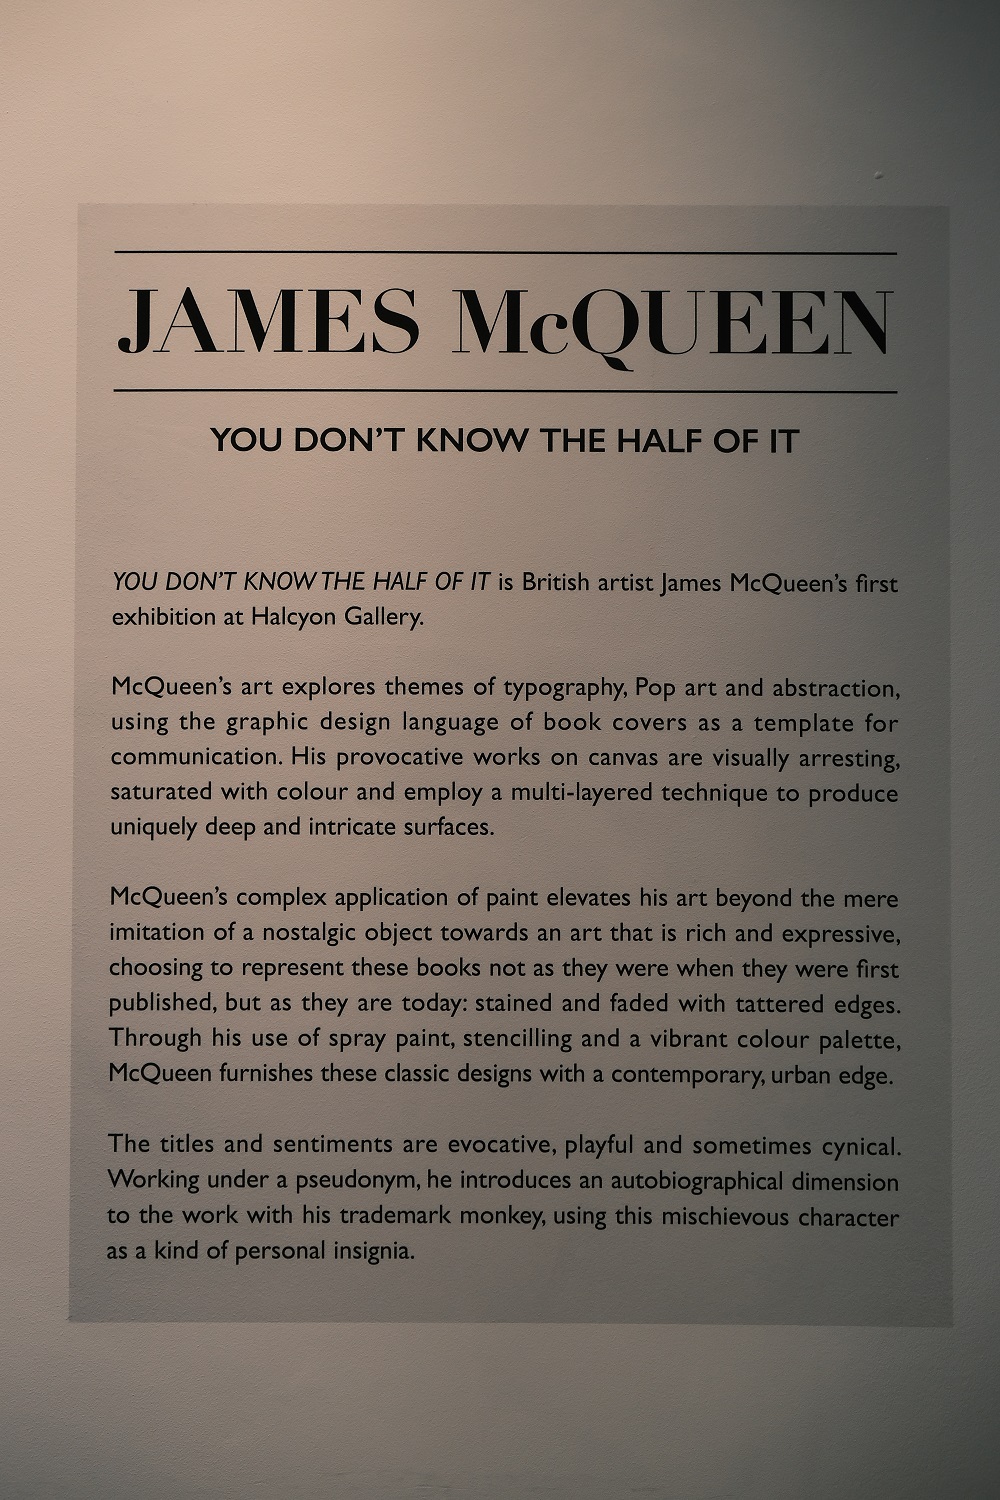 JAMES McQUEEN
YOU DON’T KNOW THE HALF OF IT
YOU DON’T KNOW THE HALF OF IT is British artist James McQueen’s first
exhibition at Halcyon Gallery.
McQueen’s art explores themes of typography, Pop art and abstraction,
using the graphic design language of book covers as a template for
communication. His provocative works on canvas are visually arresting,
saturated with colour and employ a multi-layered technique to produce
uniquely deep and intricate surfaces.
McQueen’s complex application of paint elevates his art beyond the mere
imitation of a nostalgic object towards an art that is rich and expressive,
choosing to represent these books not as they were when they were first
published, but as they are today: stained and faded with tattered edges.
Through his use of spray paint, stencilling and a vibrant colour palette,
McQueen furnishes these classic designs with a contemporary, urban edge.
The titles and sentiments are evocative, playful and sometimes cynical.
Working under a pseudonym, he introduces an autobiographical dimension
to the work with his trademark monkey, using this mischievous character
as a kind of personal insignia.